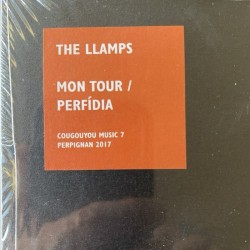 THE LLAMPS
MON TOUR /
PERFÍDIA
COUGOUYOU MUSIC 7
PERPIGNAN 2017